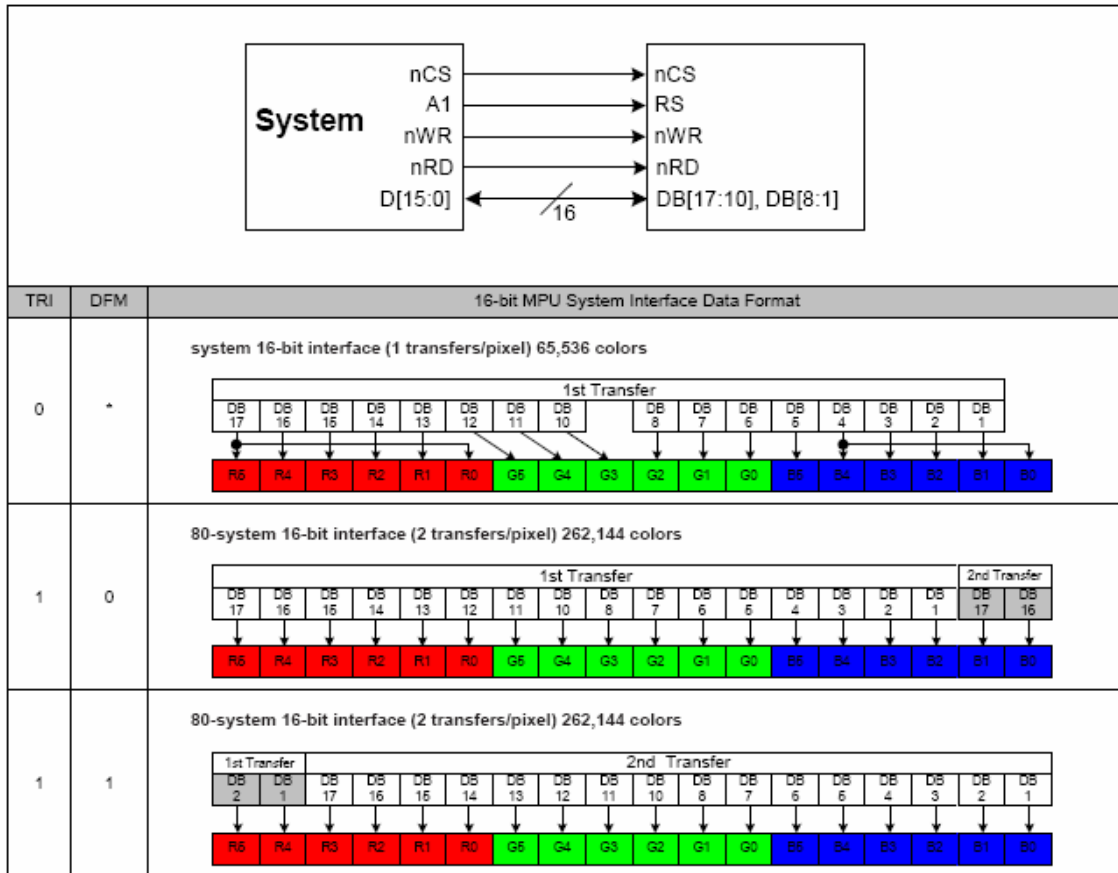 nCS nCS
System A1 RS
nWR nWR
nRD nRD
D[15:0] 16 DB[17:10], DB[8:1]
TRI DFM 16-bit MPU System Interface Data Format
system 16-bit interface (1 transfers/pixel) 65,536 colors
0 *
1st Transfer
DB DB DB DB DB DB DB DB DB DB DB DB DB DB DB DB
17 16 15 14 13 12 11 10 8 7 6 5 4 3 2 1
R5 R4 R3 R2 R1 R0 G5 G4 G3 G2 G1 G0 B5 B4 B3 B2 B1 B0
80-system 16-bit interface (2 transfers/pixel) 262,144 colors
1 0
1st Transfer 2nd Transfer
DB DB DB DB DB DB DB DB DB DB DB DB DB DB DB DB DB DB
17 16 15 14 13 12 11 10 8 7 6 5 4 3 2 1 17 16
R5 R4 R3 R2 R1 R0 G5 G4 G3 G2 G1 G0 B5 B4 B3 B2 B1 B0
80-system 16-bit interface (2 transfers/pixel) 262,144 colors
1 1
1st Transfer 2nd Transfer
DB DB DB DB DB DB DB DB DB DB DB DB DB DB DB DB DB DB
2 1 17 16 15 14 13 12 11 10 8 7 6 5 4 3 2 1
R5 R4 R3 R2 R1 R0 G5 G4 G3 G2 G1 G0 B5 B4 B3 B2 B1 B0